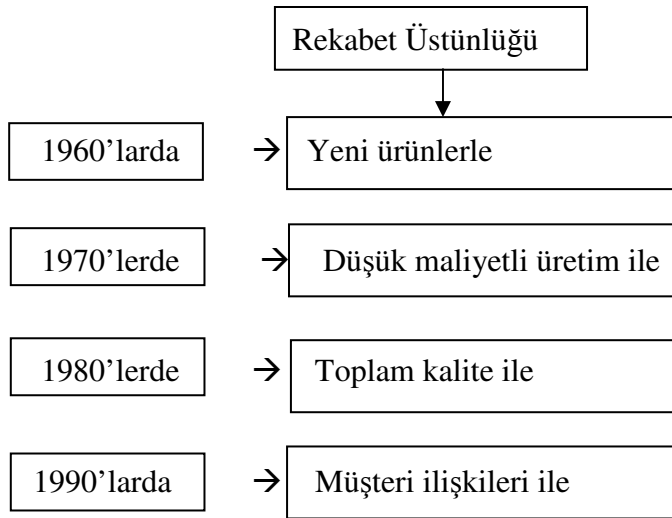 Rekabet Üstünlüğü
1960’larda → Yeni ürünlerle
1970’lerde → Düşük maliyetli üretim ile
1980’lerde → Toplam kalite ile
1990’larda → Müşteri ilişkileri ile